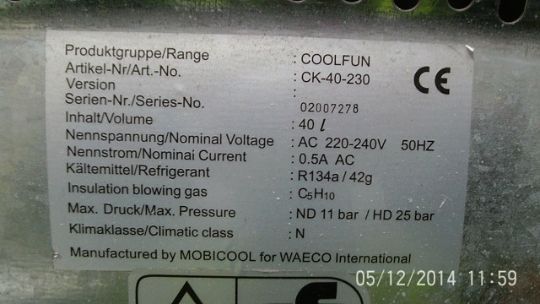 Produktgruppe/Range : COOLFUN
Artikel-Nr/Art.-No. : CK-40-230
Version :
Serien-Nr./Series-No. : 02007278
Inhalt/Volume : 40 l
Nennspannung/Nominal Voltage : AC 220-240V 50HZ
Nennstrom/Nominai Current : 0.5A AC
Kältemittel/Refrigerant : R134a / 42g
Insulation blowing gas : C5H10
Max. Druck/Max. Pressure : ND 11 bar / HD 25 bar
Klimaklasse/Climatic class : N
Manufactured by MOBICOOL for WAECO International
CE
05/12/2014 11:59